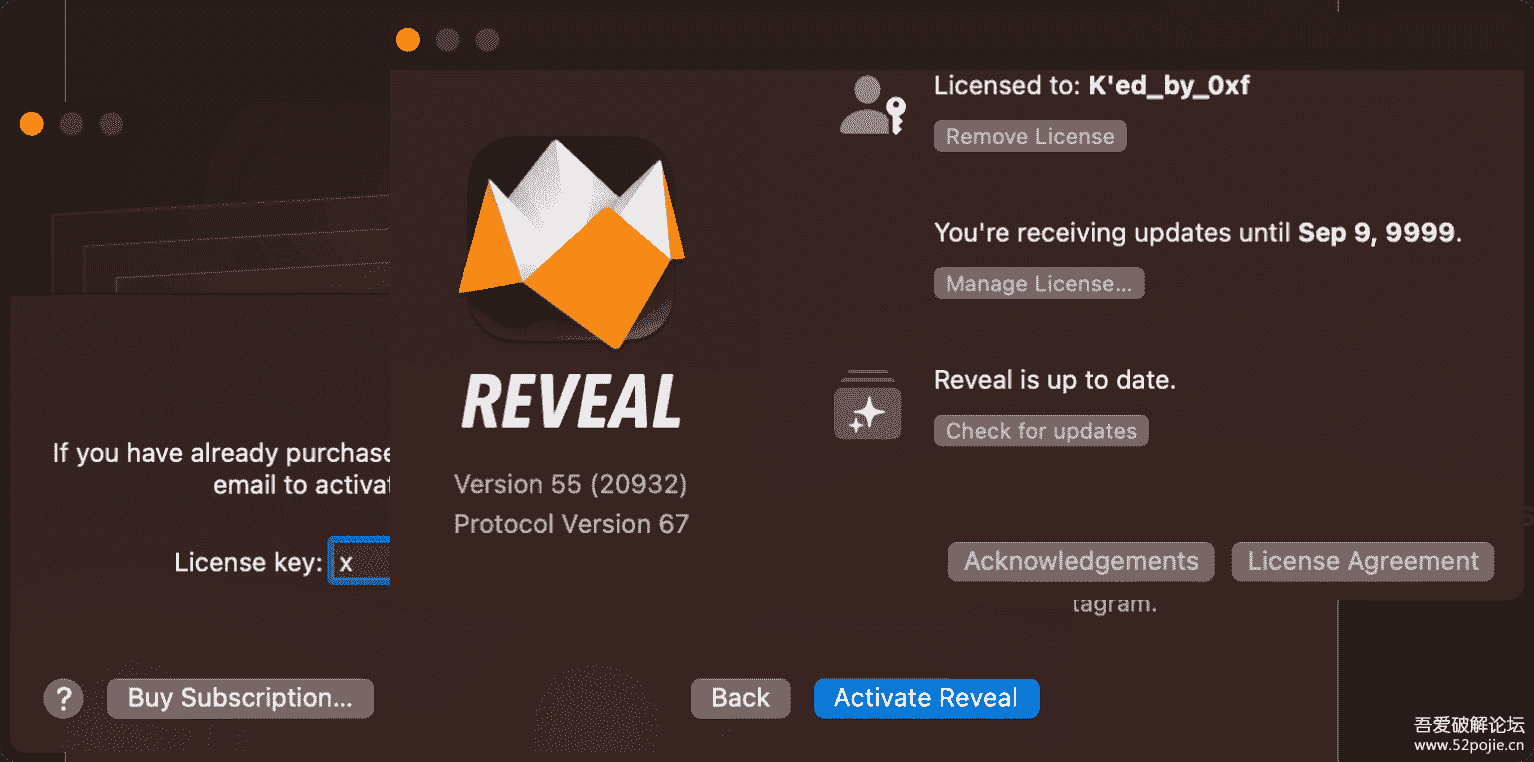 Licensed to: K'ed_by_0xf
Remove License
You're receiving updates until Sep 9, 9999.
Manage License...
REVEAL
Reveal is up to date.
Check for updates
Version 55 (20932)
Protocol Version 67
Acknowledgements
License Agreement
If you have already purchase
email to activat
License key: x
tagram.
?
Buy Subscription...
Back
Activate Reveal
吾爱破解论坛
www.52pojie.cn